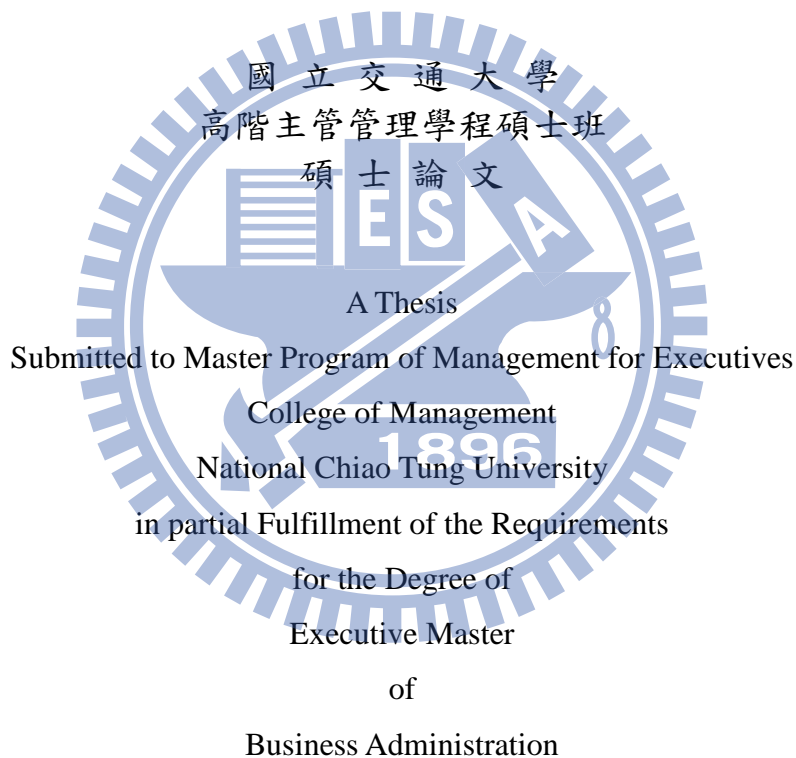 國 立 交 通 大 學
高階主管管理學程碩士班
碩 士 論 文
E S A
A Thesis
8
Submitted to Master Program of Management for Executives
College of Management
1896
National Chiao Tung University
in partial Fulfillment of the Requirements
for the Degree of
Executive Master
of
Business Administration